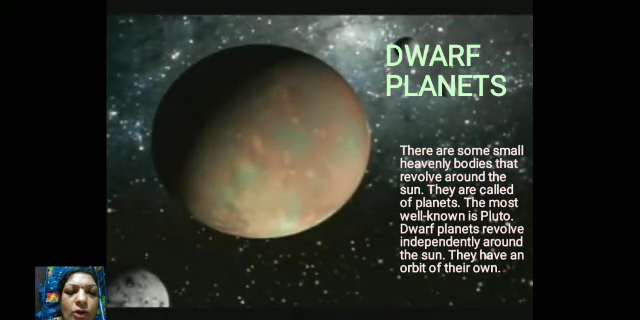 DWARF
PLANETS
There are some small
heavenly bodies that
revolve around the
sun. They are called
of planets. The most
well-known is Pluto.
Dwarf planets revolve
independently around
the sun. They have an
orbit of their own.